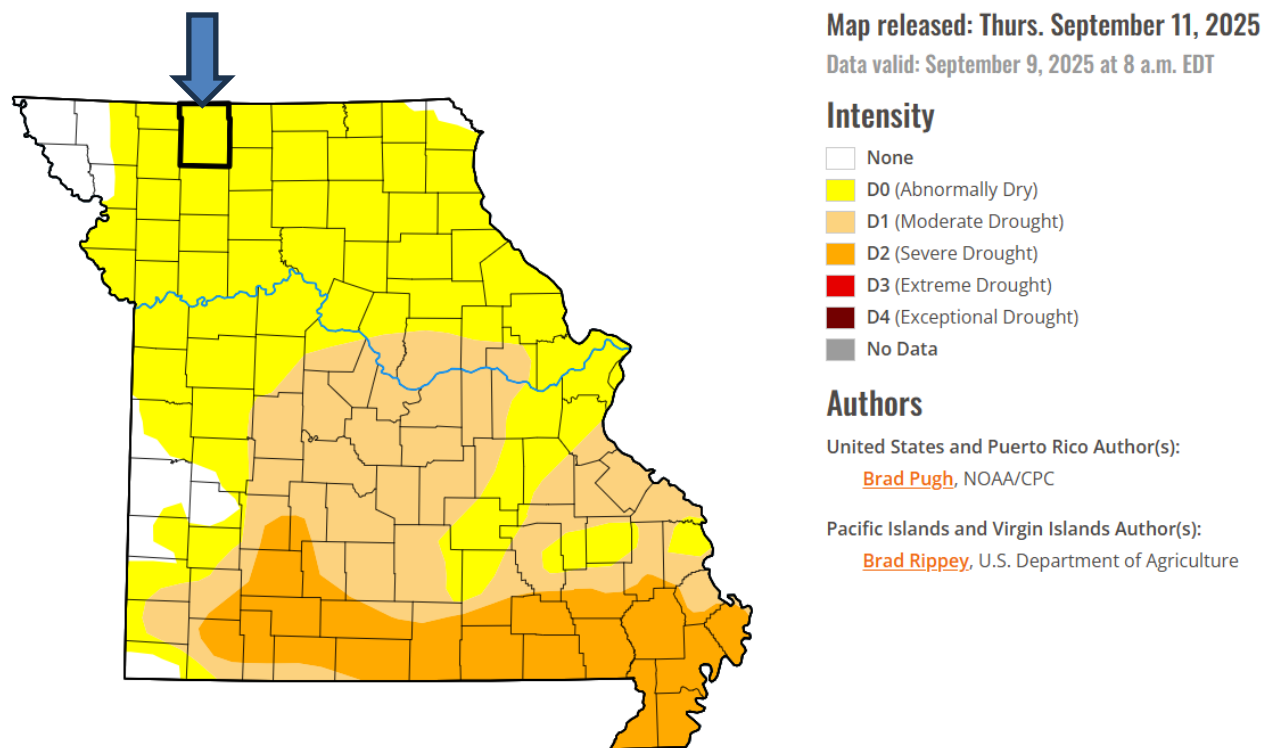 Map released: Thurs. September 11, 2025
Data valid: September 9, 2025 at 8 a.m. EDT
Intensity
None
D0 (Abnormally Dry)
D1 (Moderate Drought)
D2 (Severe Drought)
D3 (Extreme Drought)
D4 (Exceptional Drought)
No Data
Authors
United States and Puerto Rico Author(s):
Brad Pugh, NOAA/CPC
Pacific Islands and Virgin Islands Author(s):
Brad Rippey, U.S. Department of Agriculture